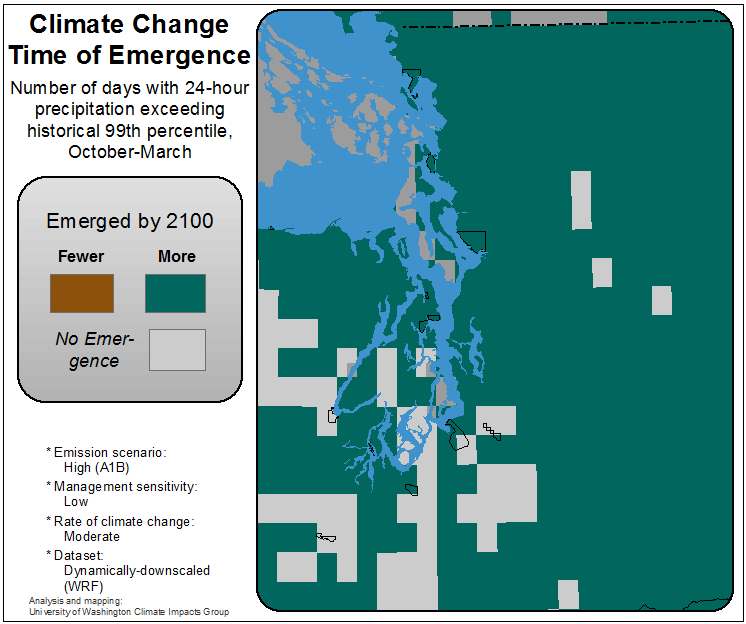 Climate Change
Time of Emergence
Number of days with 24-hour
precipitation exceeding
historical 99th percentile,
October-March
Emerged by 2100
Fewer
More
No Emer-
gence
* Emission scenario:
High (A1B)
* Management sensitivity:
Low
* Rate of climate change:
Moderate
* Dataset:
Dynamically-downscaled
(WRF)
Analysis and mapping:
University of Washington Climate Impacts Group